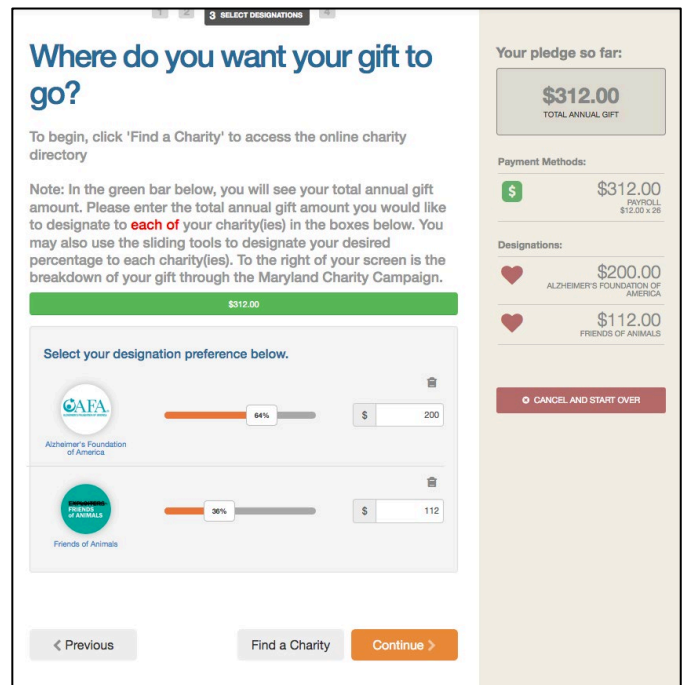 1 2 3 SELECT DESIGNATIONS 4
Where do you want your gift to
go?
To begin, click 'Find a Charity' to access the online charity
directory
Note: In the green bar below, you will see your total annual gift
amount. Please enter the total annual gift amount you would like
to designate to each of your charity(ies) in the boxes below. You
may also use the sliding tools to designate your desired
percentage to each charity(ies). To the right of your screen is the
breakdown of your gift through the Maryland Charity Campaign.
$312.00
Select your designation preference below.
AFA
64%
$ 200
Alzheimer's Foundation
of America
FRIENDS
of ANIMALS
36%
$ 112
Friends of Animals
Previous
Find a Charity
Continue
Your pledge so far:
$312.00
TOTAL ANNUAL GIFT
Payment Methods:
$
$312.00
PAYROLL
$12.00 x 26
Designations:
$200.00
ALZHEIMER'S FOUNDATION OF
AMERICA
$112.00
FRIENDS OF ANIMALS
CANCEL AND START OVER